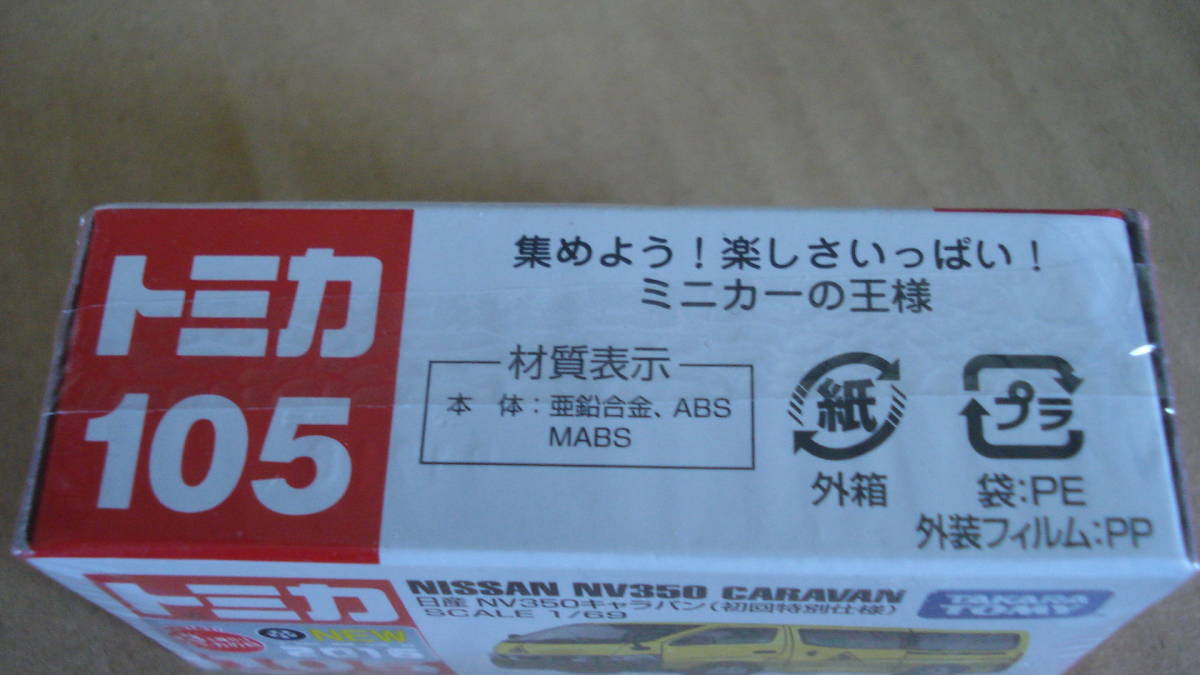 トミカ
105
集めよう!楽しさいっぱい!
ミニカーの王様
材質表示
本 体:亜鉛合金、ABS
MABS
紙
外箱
プラ
袋:PE
外装フィルム:PP
トミカ
NISSAN NV350 CARAVAN
日産 NV350キャラバン(初回特別仕様)
SCALE 1/69
TAKARA
TOMY
NEW
105